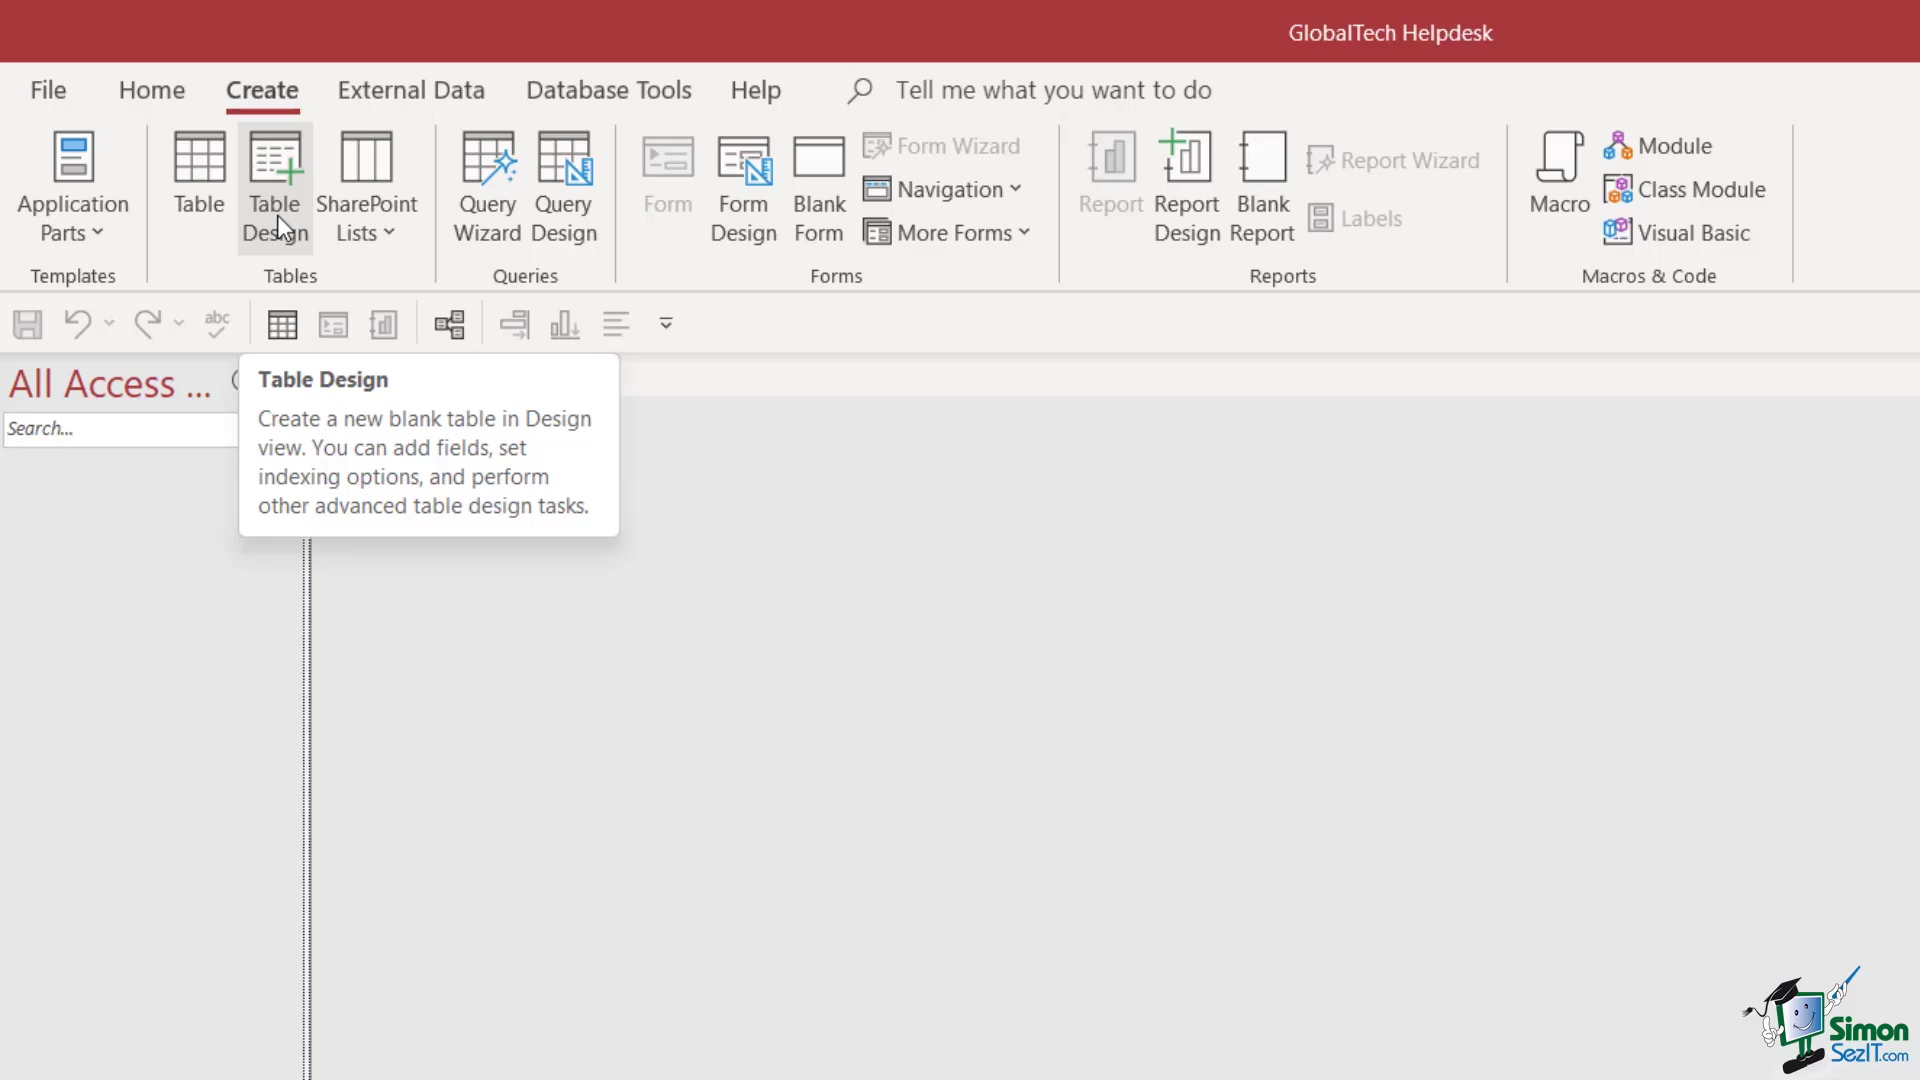 GlobalTech Helpdesk
File Home Create External Data Database Tools Help Tell me what you want to do
Application Parts
Table
Table Design
SharePoint Lists
Query Wizard
Query Design
Form
Form Design
Blank Form
Form Wizard
Navigation
More Forms
Report
Report Design
Blank Report
Report Wizard
Labels
Macro
Module
Class Module
Visual Basic
Templates Tables Queries Forms Reports Macros & Code
abc
All Access ...
Search...
Table Design
Create a new blank table in Design
view. You can add fields, set
indexing options, and perform
other advanced table design tasks.
Simon
SezIT.com